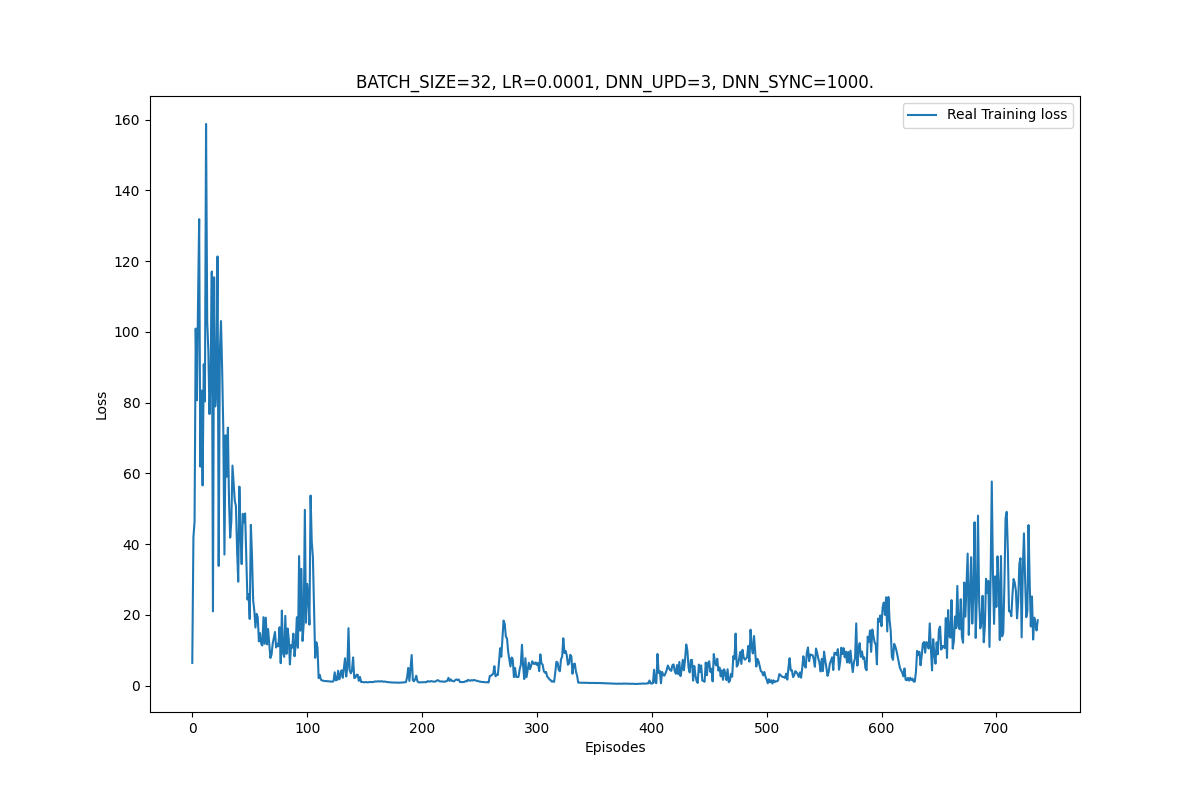 BATCH_SIZE=32, LR=0.0001, DNN_UPD=3, DNN_SYNC=1000.
Real Training loss
160
140
120
100
80
60
40
20
0
Loss
0 100 200 300 400 500 600 700
Episodes